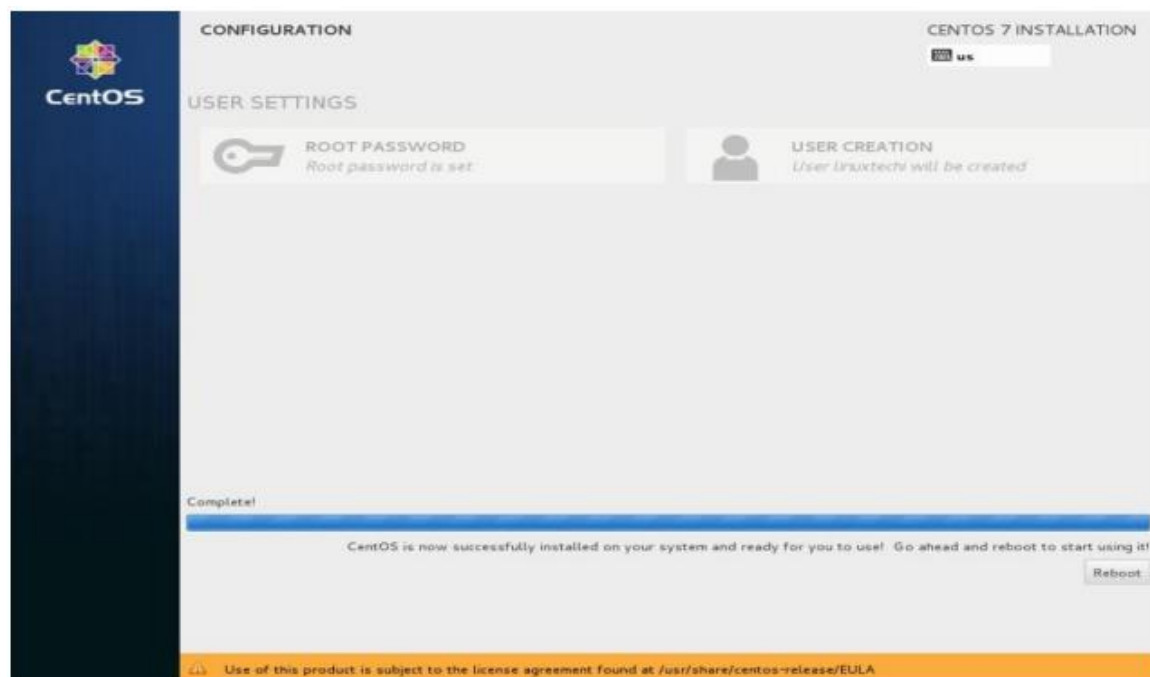 CONFIGURATION
CENTOS 7 INSTALLATION
us
CentOS
USER SETTINGS
ROOT PASSWORD
Root password is set
USER CREATION
User linuxtechi will be created
Complete!
CentOS is now successfully installed on your system and ready for you to use! Go ahead and reboot to start using it!
Reboot
Use of this product is subject to the license agreement found at /usr/share/centos-release/EULA